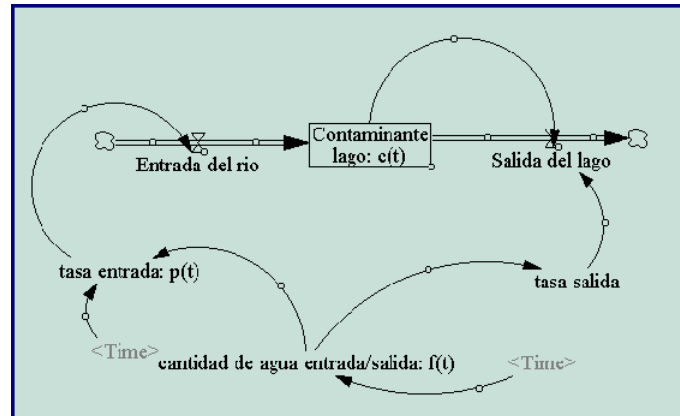 Contaminante
lago: c(t)
Entrada del rio
Salida del lago
tasa entrada: p(t)
tasa salida
<Time>
cantidad de agua entrada/salida: f(t)
<Time>